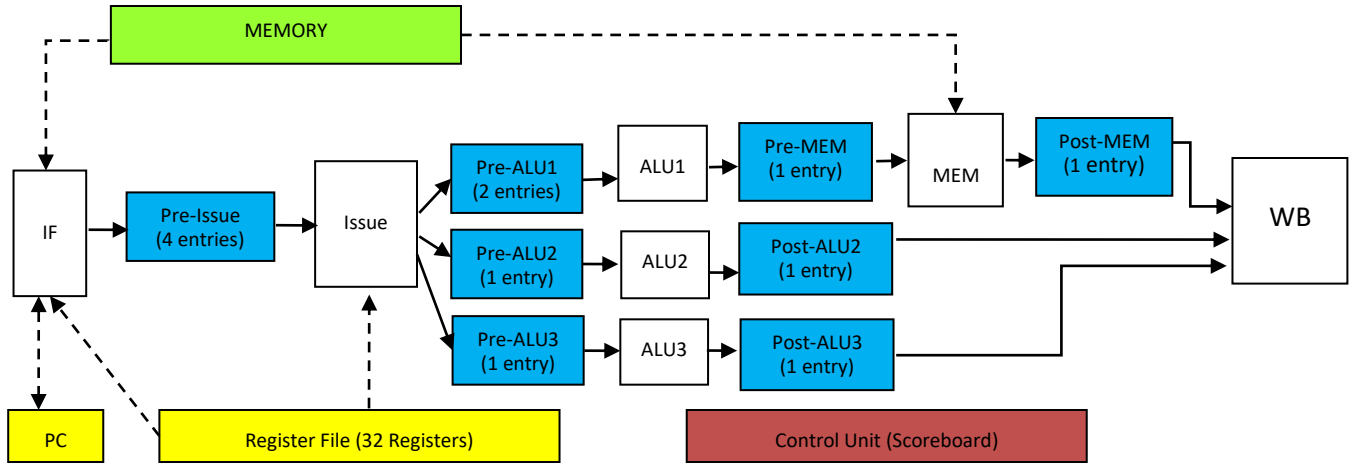 MEMORY
IF
Pre-Issue
(4 entries)
Issue
Pre-ALU1
(2 entries)
ALU1
Pre-MEM
(1 entry)
MEM
Post-MEM
(1 entry)
WB
Pre-ALU2
(1 entry)
ALU2
Post-ALU2
(1 entry)
Pre-ALU3
(1 entry)
ALU3
Post-ALU3
(1 entry)
PC
Register File (32 Registers)
Control Unit (Scoreboard)